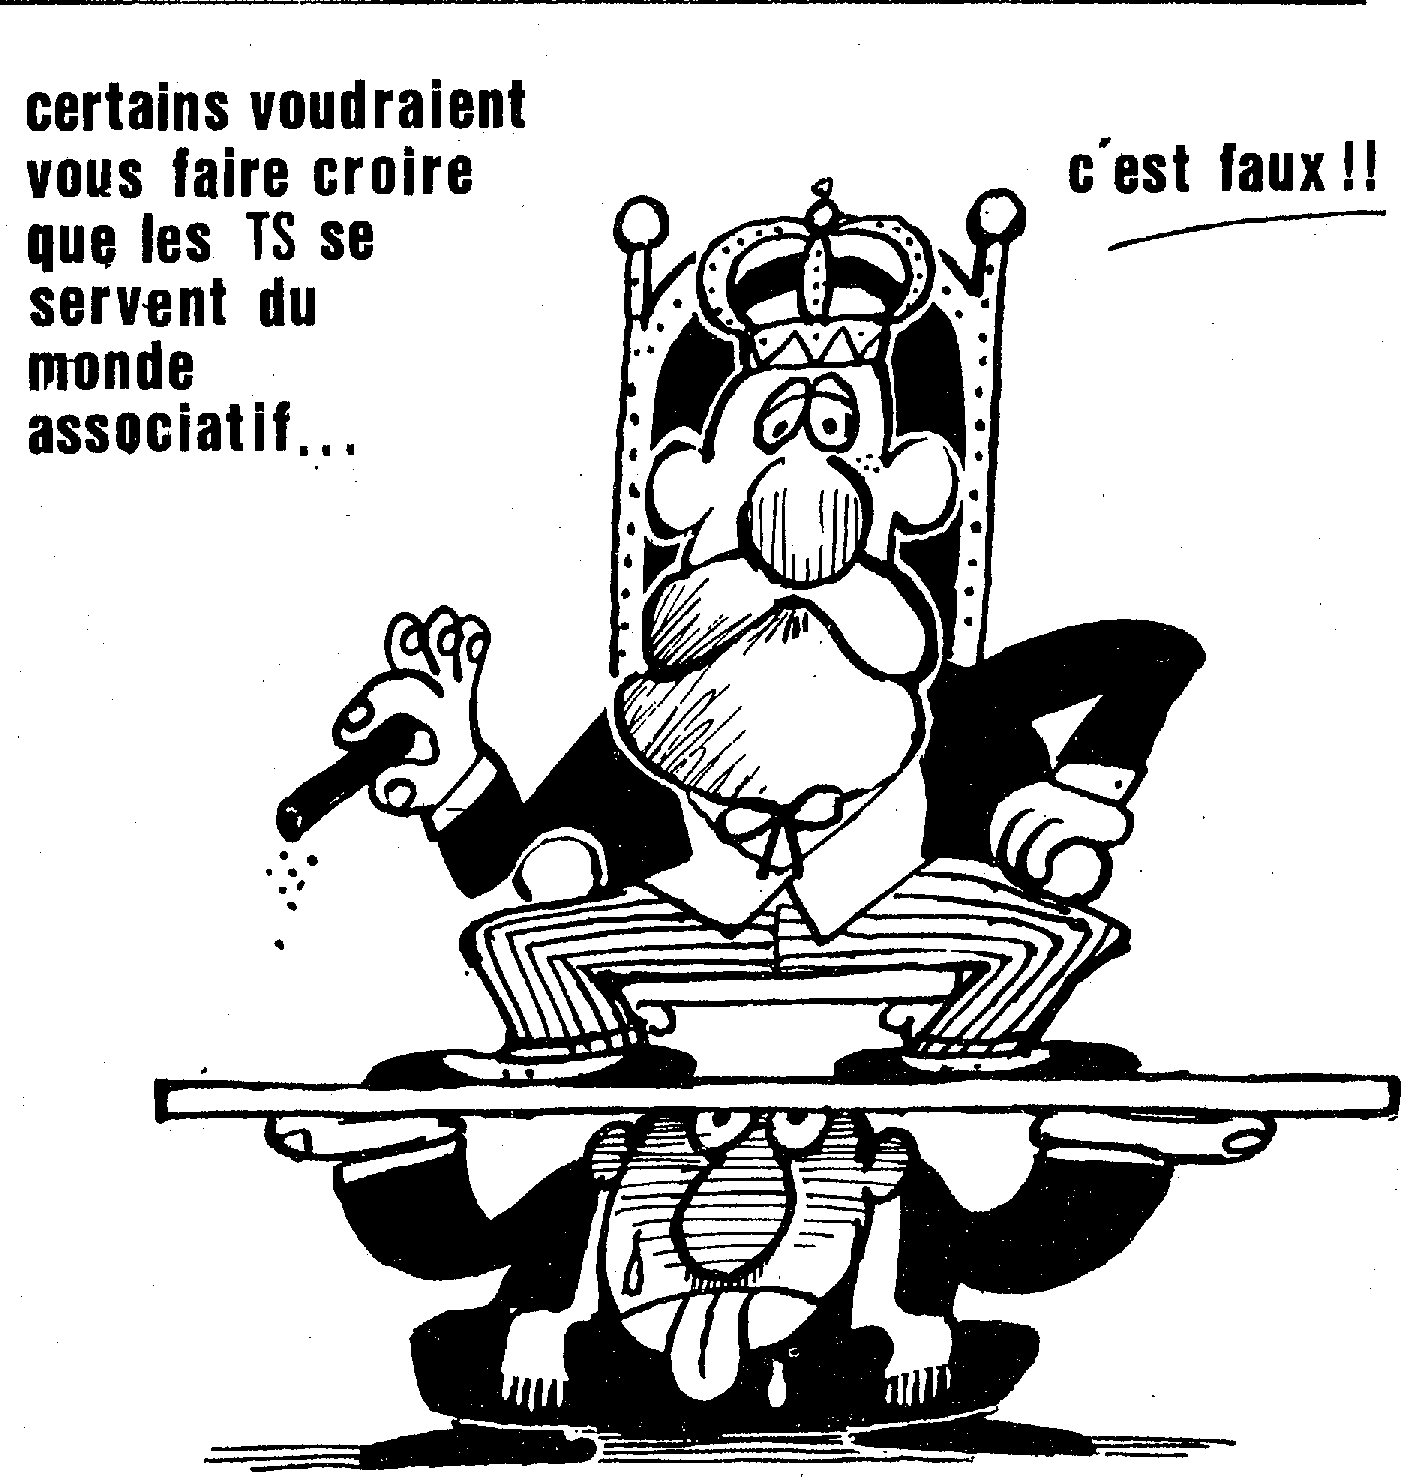 certains voudraient
vous faire croire
que les TS se
servent du
monde
associatif...
c'est faux!!